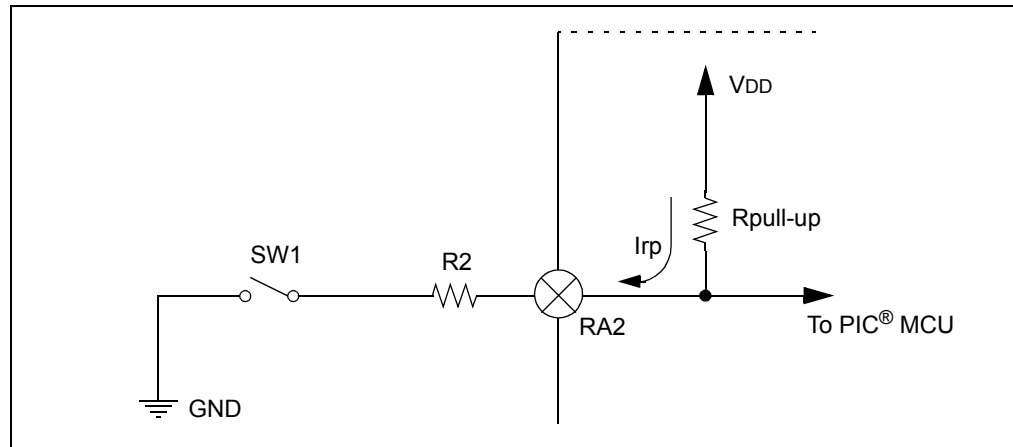 VDD
Rpull-up
Irp
SW1
R2
RA2
To PIC® MCU
GND